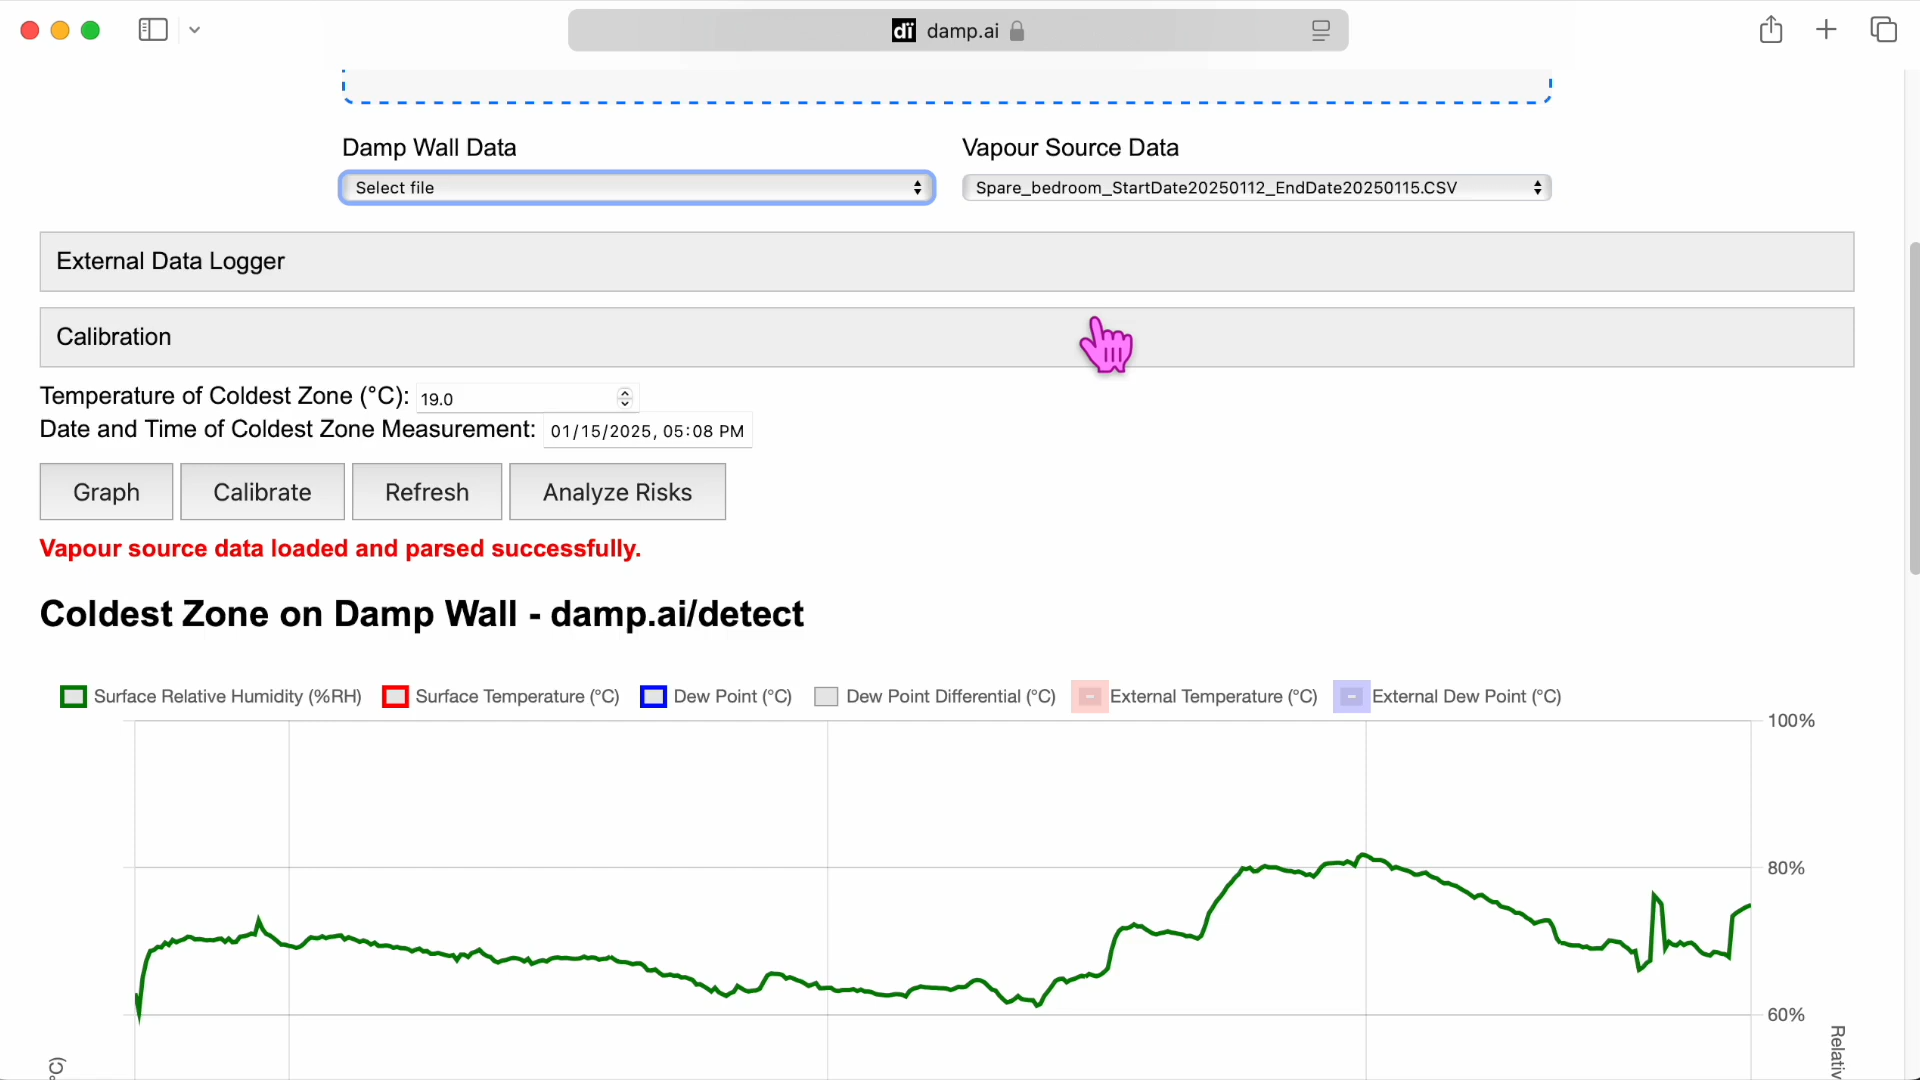 dï damp.ai
Damp Wall Data
Vapour Source Data
Select file
Spare_bedroom_StartDate20250112_EndDate20250115.CSV
External Data Logger
Calibration
Temperature of Coldest Zone (°C): 19.0
Date and Time of Coldest Zone Measurement: 01/15/2025, 05:08 PM
Graph
Calibrate
Refresh
Analyze Risks
Vapour source data loaded and parsed successfully.
Coldest Zone on Damp Wall - damp.ai/detect
Surface Relative Humidity (%RH)
Surface Temperature (°C)
Dew Point (°C)
Dew Point Differential (°C)
External Temperature (°C)
External Dew Point (°C)
100%
80%
60%
Relativ
°C)